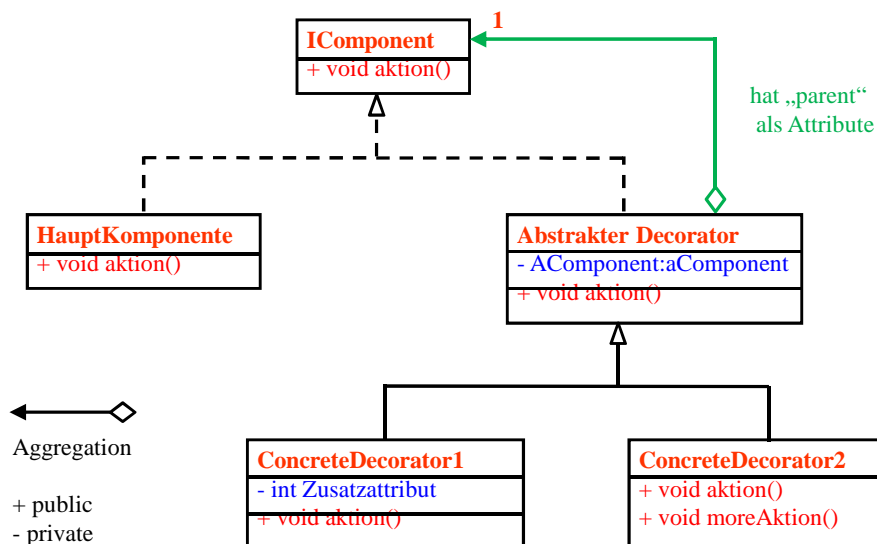 1
IComponent
+ void aktion()
hat „parent“
als Attribute
HauptKomponente
+ void aktion()
Abstrakter Decorator
- AComponent:aComponent
+ void aktion()
Aggregation
+ public
- private
ConcreteDecorator1
- int Zusatzattribut
+ void aktion()
ConcreteDecorator2
+ void aktion()
+ void moreAktion()